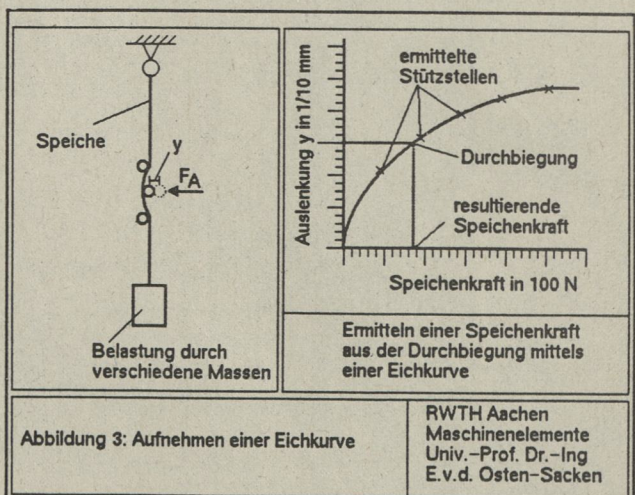 Speiche
y
FA
Belastung durch
verschiedene Massen
Auslenkung y in 1/10 mm
ermittelte
Stützstellen
Durchbiegung
resultierende
Speichenkraft
Speichenkraft in 100 N
Ermitteln einer Speichenkraft
aus der Durchbiegung mittels
einer Eichkurve
Abbildung 3: Aufnehmen einer Eichkurve
RWTH Aachen
Maschinenelemente
Univ.-Prof. Dr.-Ing
E.v.d. Osten-Sacken